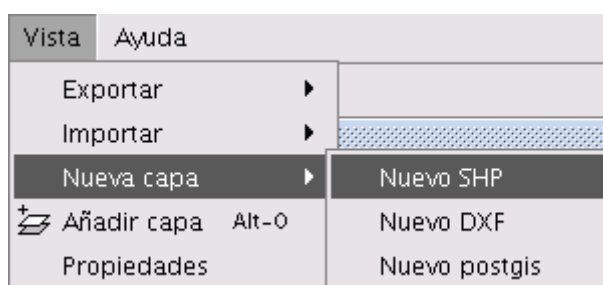 Vista Ayuda
Exportar
Importar
Nueva capa Nuevo SHP
Añadir capa Alt-O Nuevo DXF
Propiedades Nuevo postgis